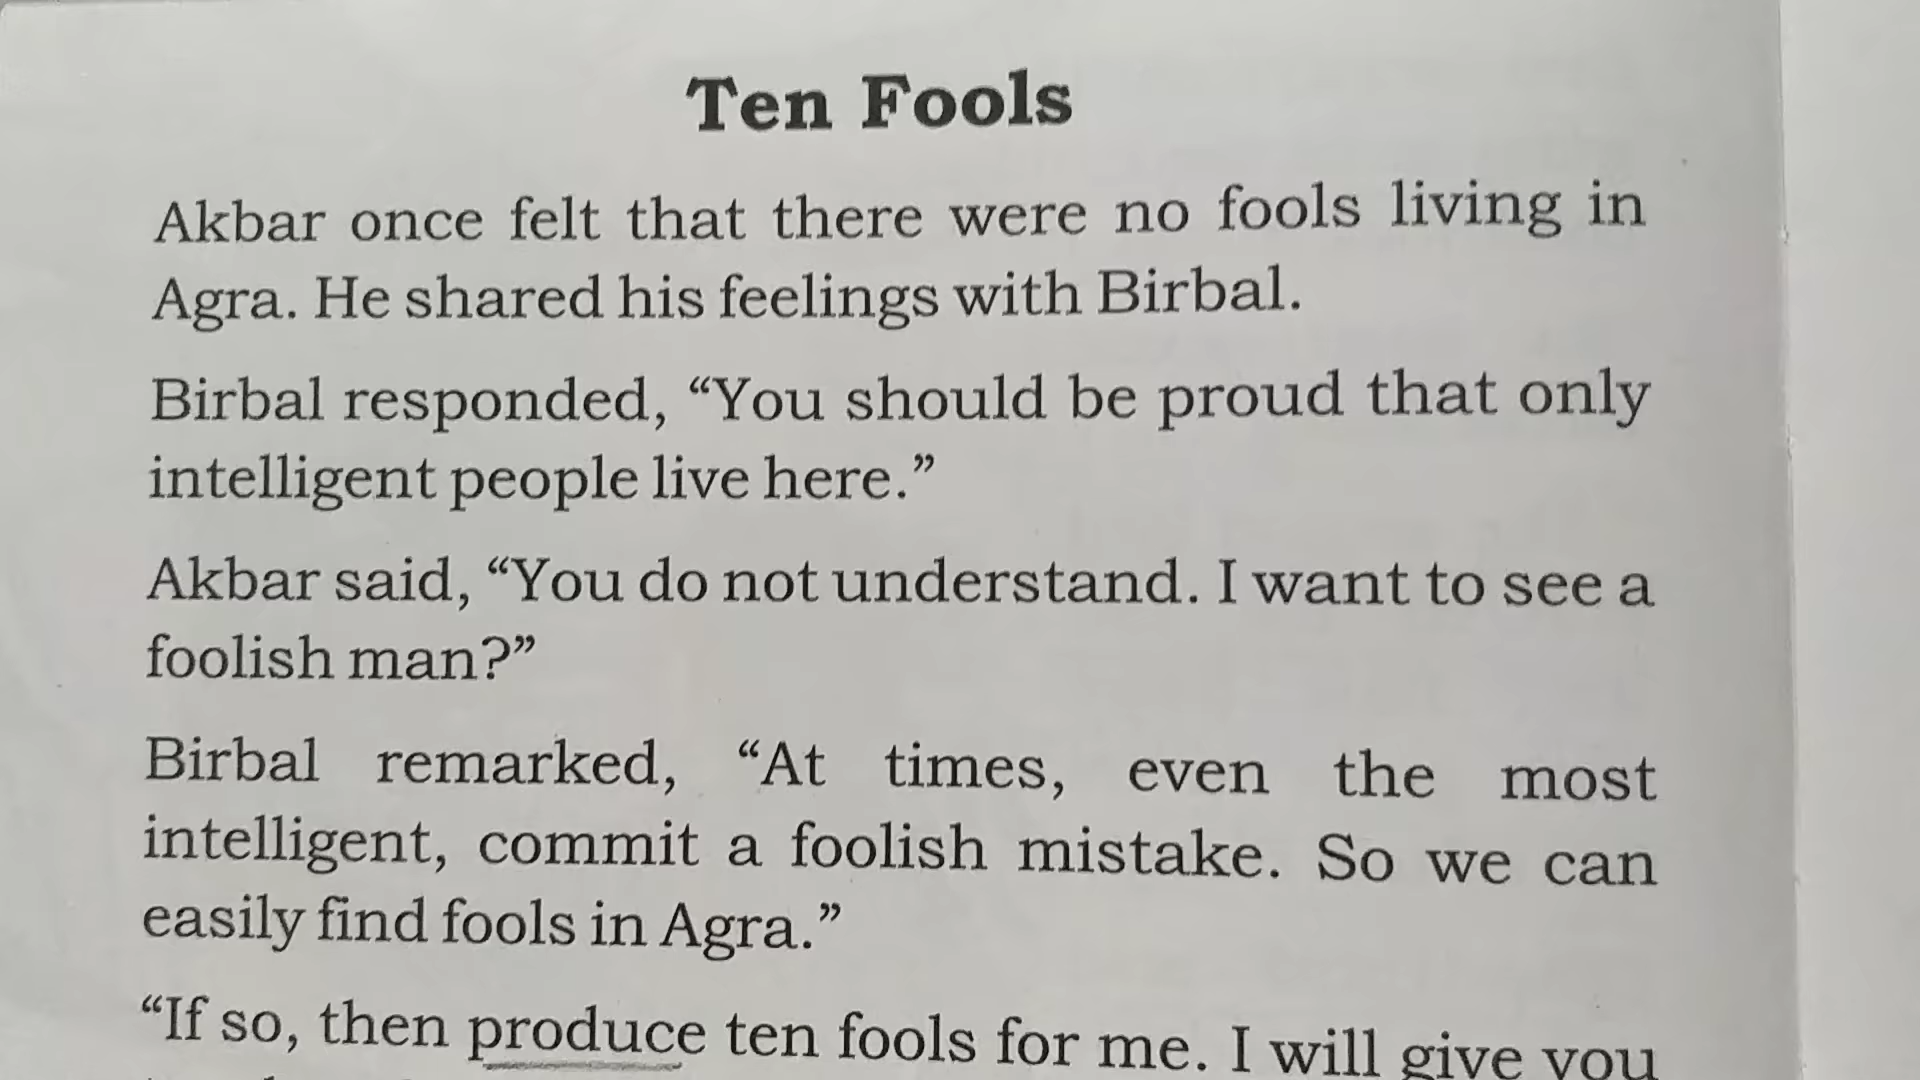 Ten Fools
Akbar once felt that there were no fools living in
Agra. He shared his feelings with Birbal.
Birbal responded, “You should be proud that only
intelligent people live here.”
Akbar said, “You do not understand. I want to see a
foolish man?”
Birbal remarked, “At times, even the most
intelligent, commit a foolish mistake. So we can
easily find fools in Agra.”
“If so, then produce ten fools for me. I will give you